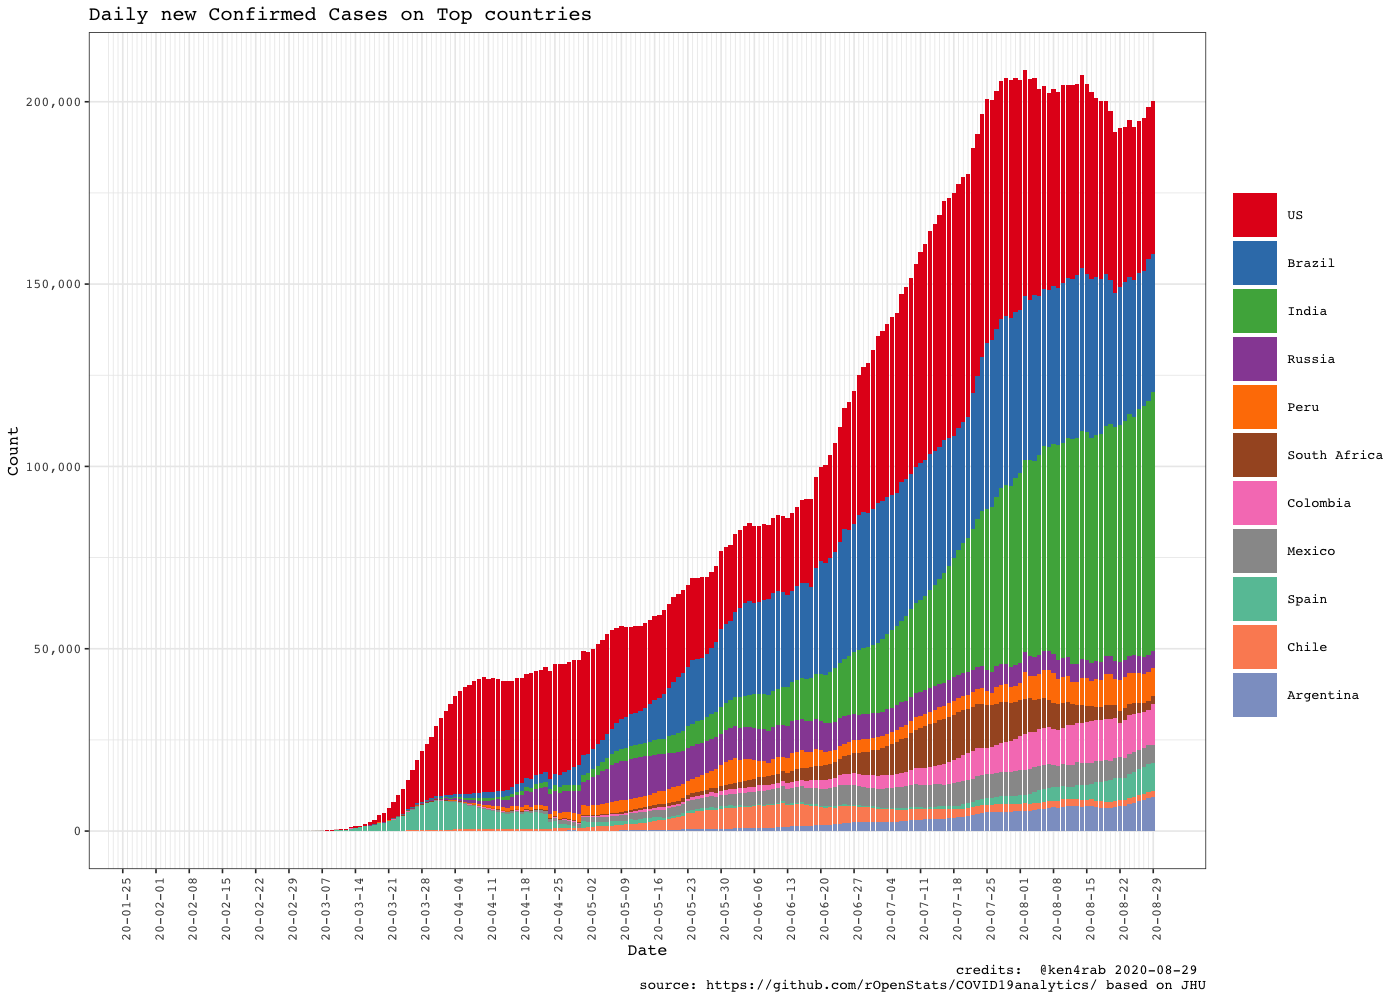 Daily new Confirmed Cases on Top countries
Count
200,000
150,000
100,000
50,000
0
20-01-25
20-02-01
20-02-08
20-02-15
20-02-22
20-02-29
20-03-07
20-03-14
20-03-21
20-03-28
20-04-04
20-04-11
20-04-18
20-04-25
20-05-02
20-05-09
20-05-16
20-05-23
20-05-30
20-06-06
20-06-13
20-06-20
20-06-27
20-07-04
20-07-11
20-07-18
20-07-25
20-08-01
20-08-08
20-08-15
20-08-22
20-08-29
Date
US
Brazil
India
Russia
Peru
South Africa
Colombia
Mexico
Spain
Chile
Argentina
credits:  @ken4rab 2020-08-29
source: https://github.com/rOpenStats/COVID19analytics/ based on JHU